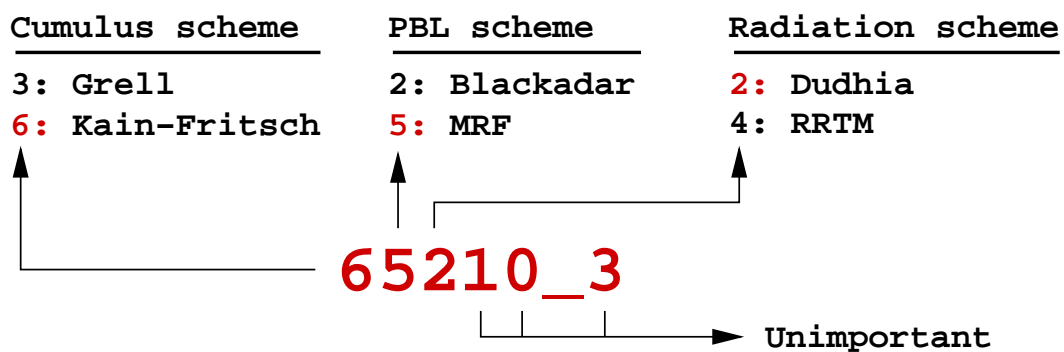 Cumulus scheme PBL scheme Radiation scheme
3: Grell 2: Blackadar 2: Dudhia
6: Kain-Fritsch 5: MRF 4: RRTM
65210_3
Unimportant